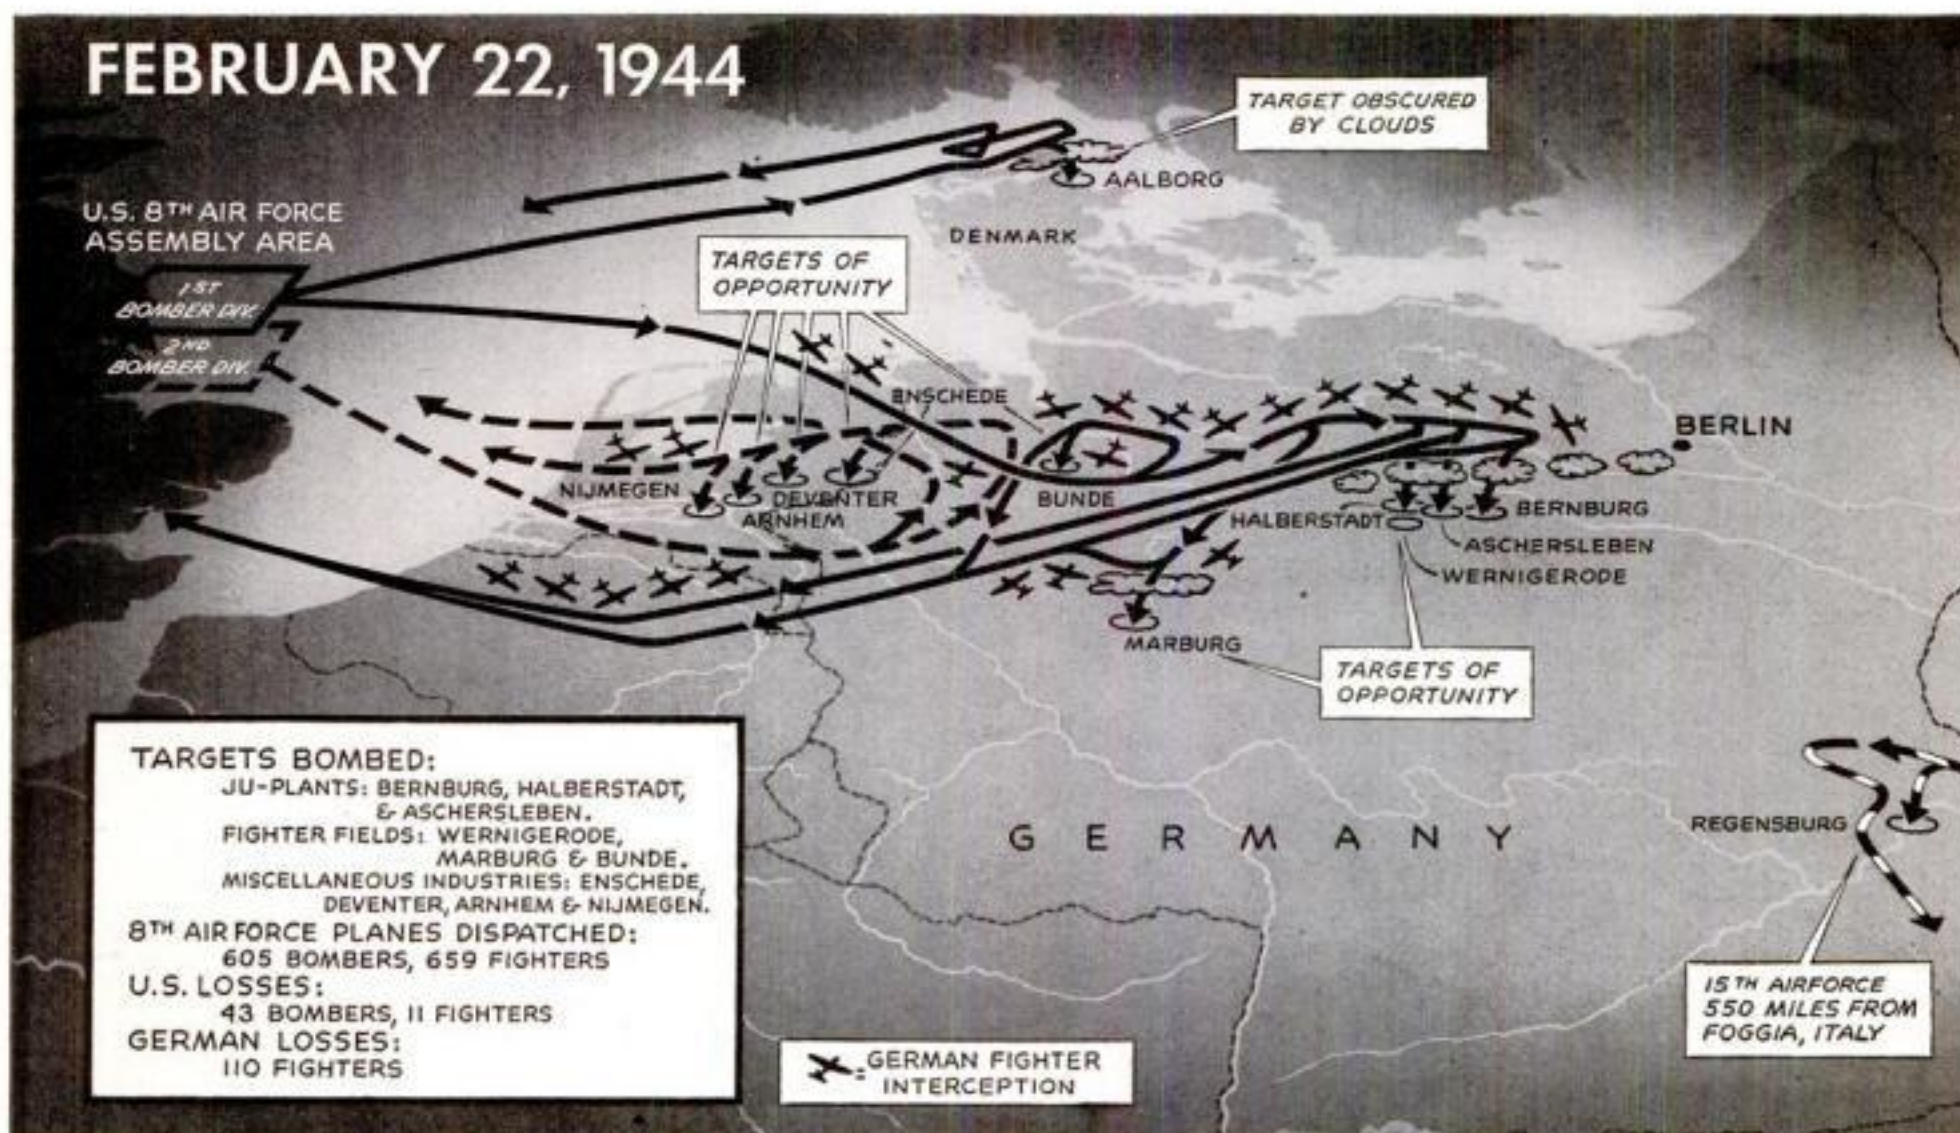 FEBRUARY 22, 1944
TARGET OBSCURED
BY CLOUDS
AALBORG
U.S. 8TH AIR FORCE
ASSEMBLY AREA
DENMARK
TARGETS OF
OPPORTUNITY
1ST
BOMBER DIV.
2ND
BOMBER DIV.
ENSCHEDE
BERLIN
NIJMEGEN
DEVENTER
ARNHEM
BUNDE
HALBERSTADT
BERNBURG
ASCHERSLEBEN
WERNIGERODE
MARBURG
TARGETS OF
OPPORTUNITY
TARGETS BOMBED:
JU-PLANTS: BERNBURG, HALBERSTADT,
& ASCHERSLEBEN.
FIGHTER FIELDS: WERNIGERODE,
MARBURG & BUNDE.
MISCELLANEOUS INDUSTRIES: ENSCHEDE,
DEVENTER, ARNHEM & NIJMEGEN.
8TH AIR FORCE PLANES DISPATCHED:
605 BOMBERS, 659 FIGHTERS
U.S. LOSSES:
43 BOMBERS, 11 FIGHTERS
GERMAN LOSSES:
110 FIGHTERS
GERMANY
REGENSBURG
15TH AIRFORCE
550 MILES FROM
FOGGIA, ITALY
= GERMAN FIGHTER
INTERCEPTION